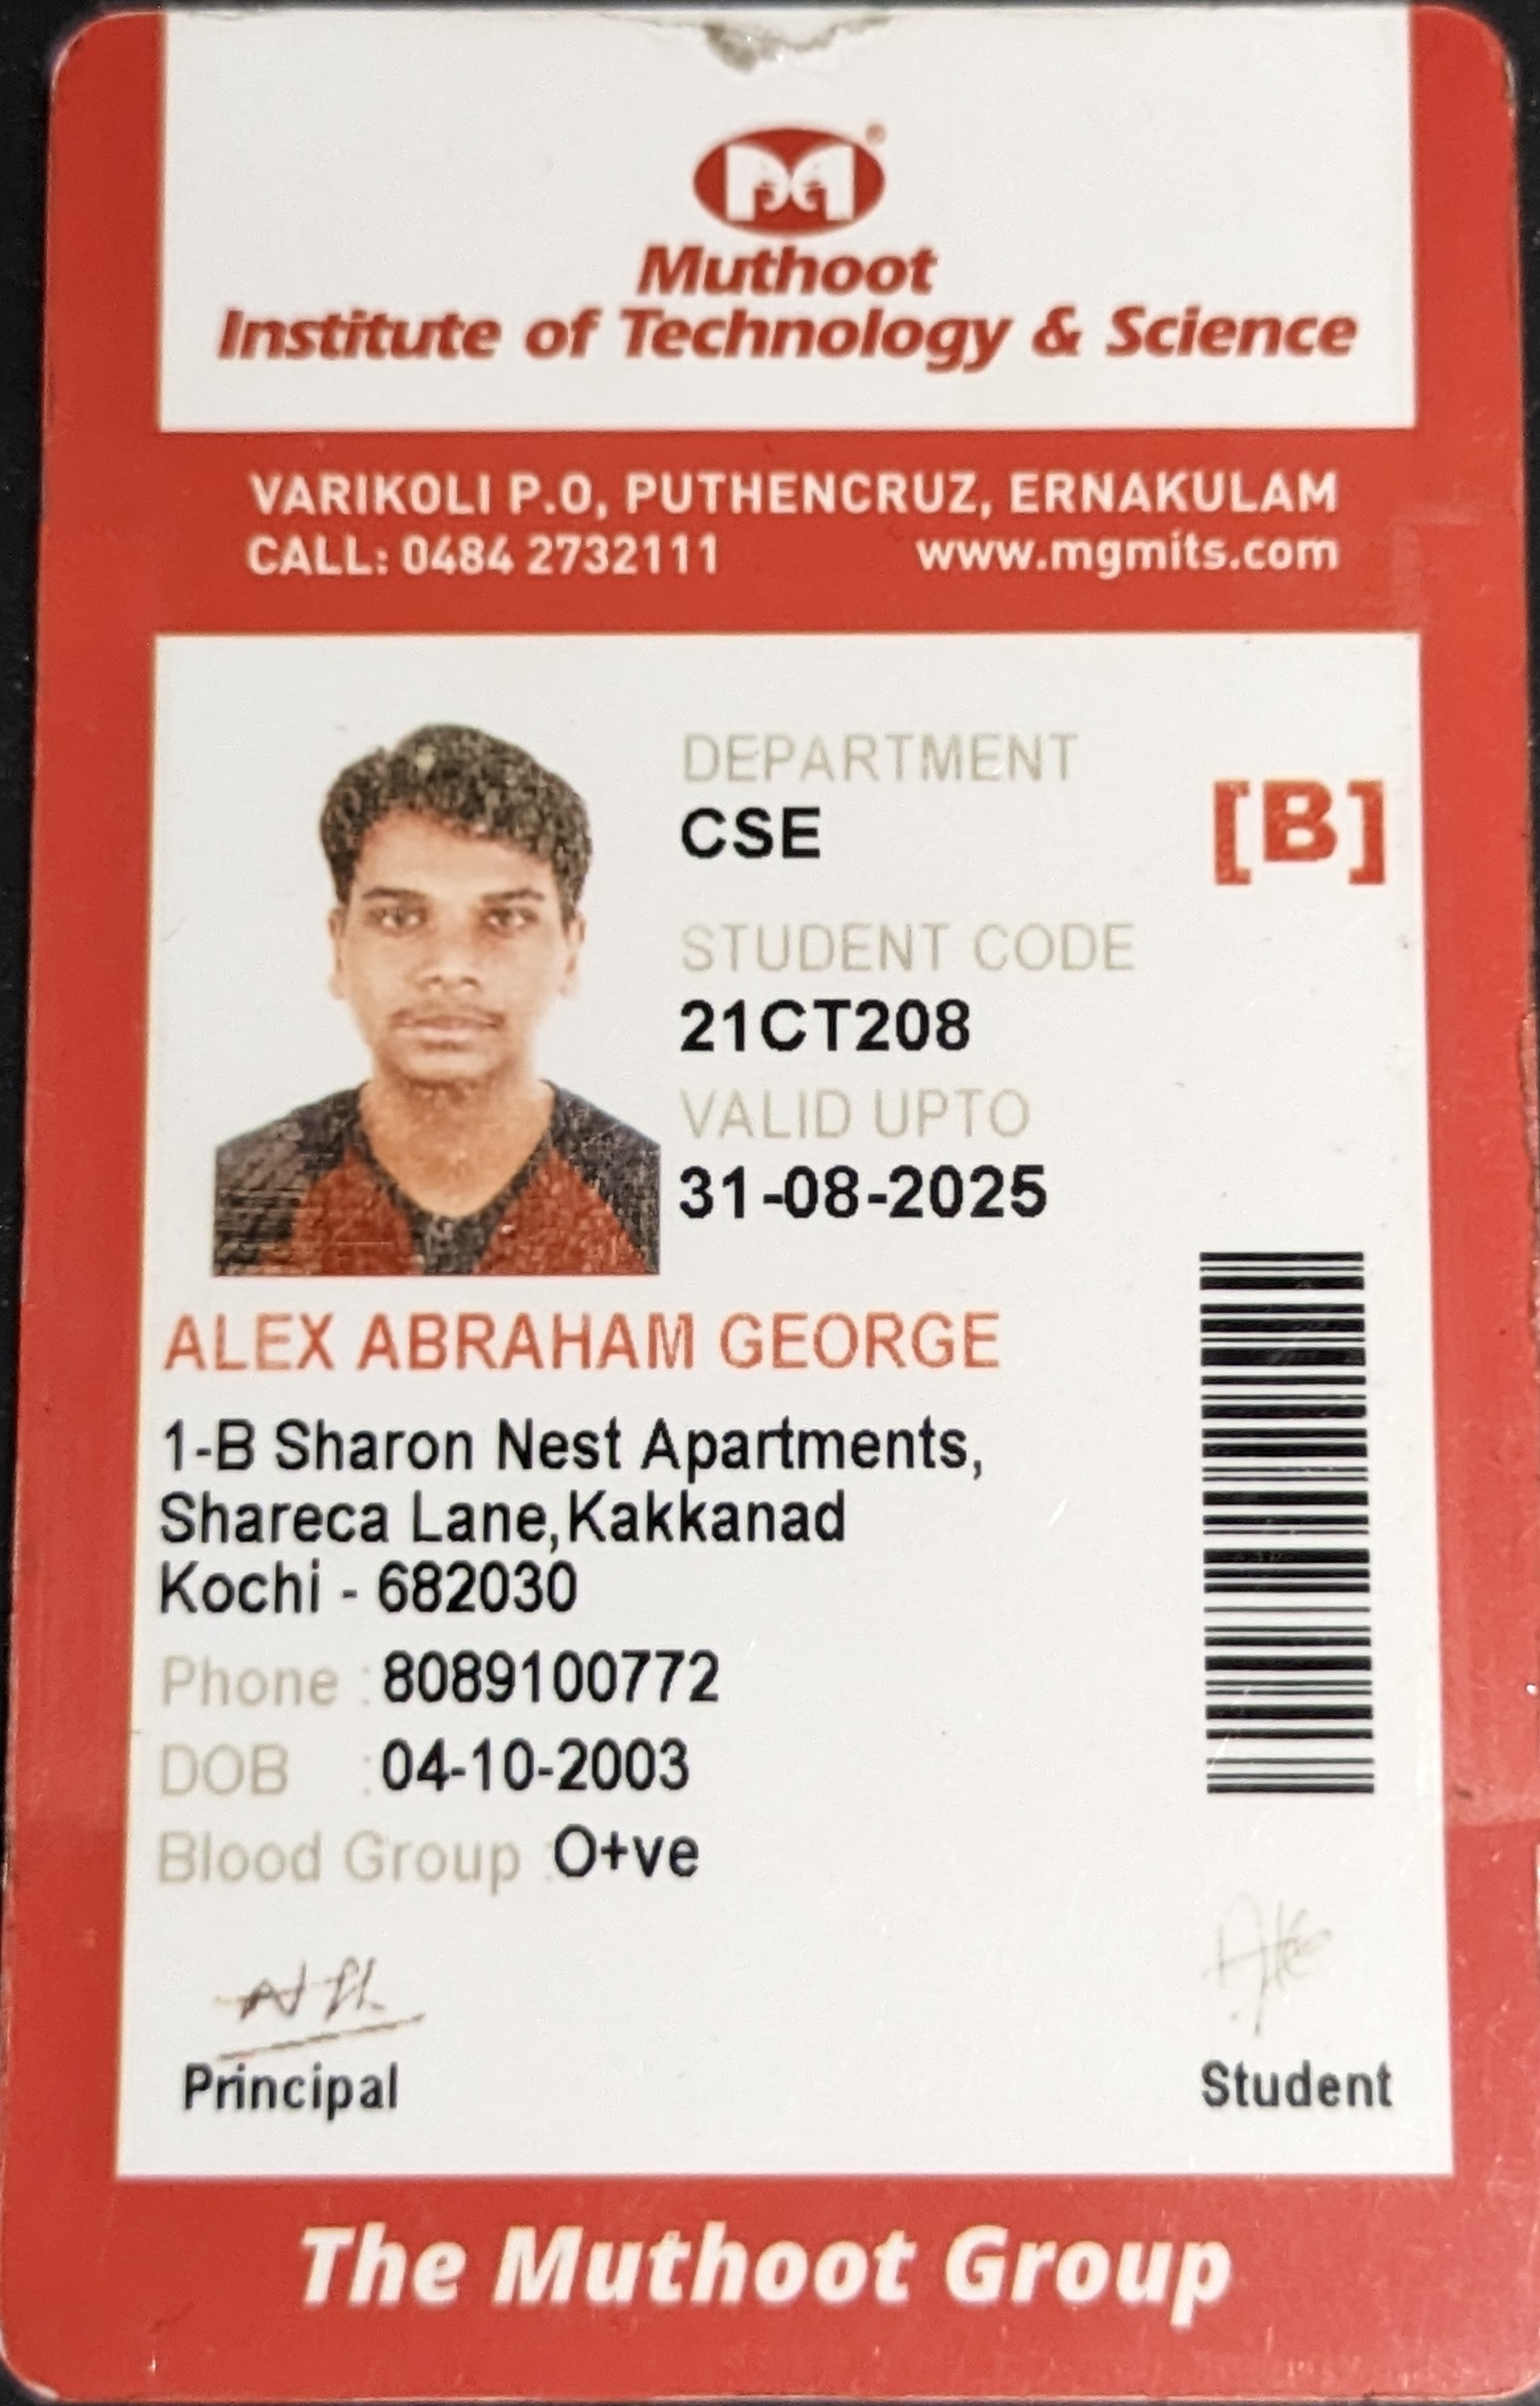 Muthoot
Institute of Technology & Science
VARIKOLI P.O, PUTHENCRUZ, ERNAKULAM
CALL: 0484 2732111 www.mgmits.com
DEPARTMENT
CSE
[B]
STUDENT CODE
21CT208
VALID UPTO
31-08-2025
ALEX ABRAHAM GEORGE
1-B Sharon Nest Apartments,
Shareca Lane,Kakkanad
Kochi - 682030
Phone : 8089100772
DOB : 04-10-2003
Blood Group : O+ve
Principal
Student
The Muthoot Group